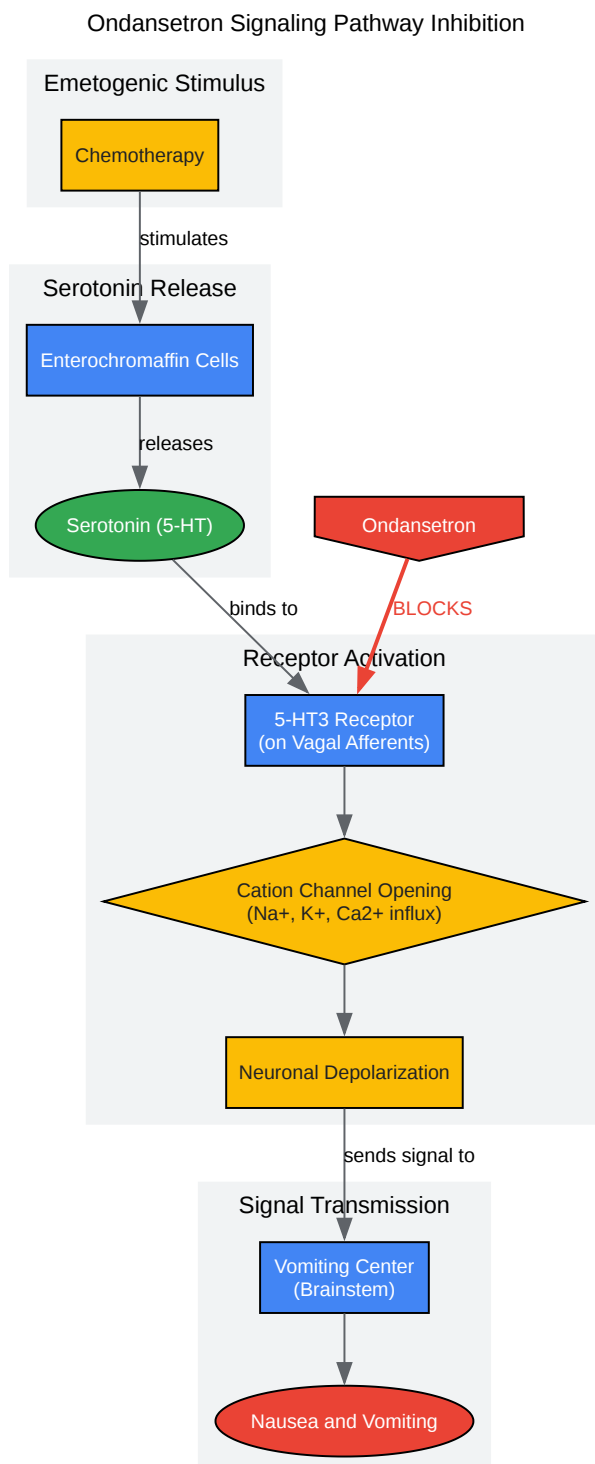 Ondansetron Signaling Pathway Inhibition
Emetogenic Stimulus
Chemotherapy
stimulates
Serotonin Release
Enterochromaffin Cells
releases
Serotonin (5-HT)
Ondansetron
binds to
BLOCKS
Receptor Activation
5-HT3 Receptor
(on Vagal Afferents)
Cation Channel Opening
(Na+, K+, Ca2+ influx)
Neuronal Depolarization
sends signal to
Signal Transmission
Vomiting Center
(Brainstem)
Nausea and Vomiting